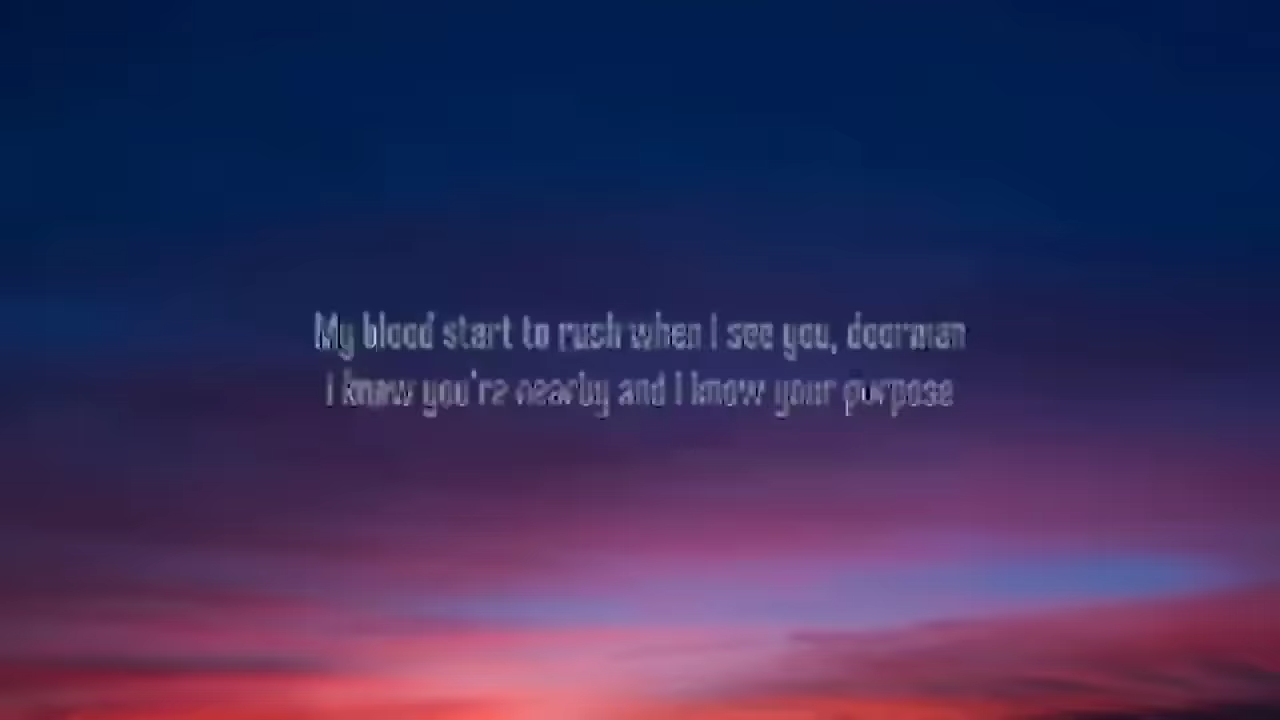 My blood start to rush when I see you, doorman
I know you're nearby and I know your purpose